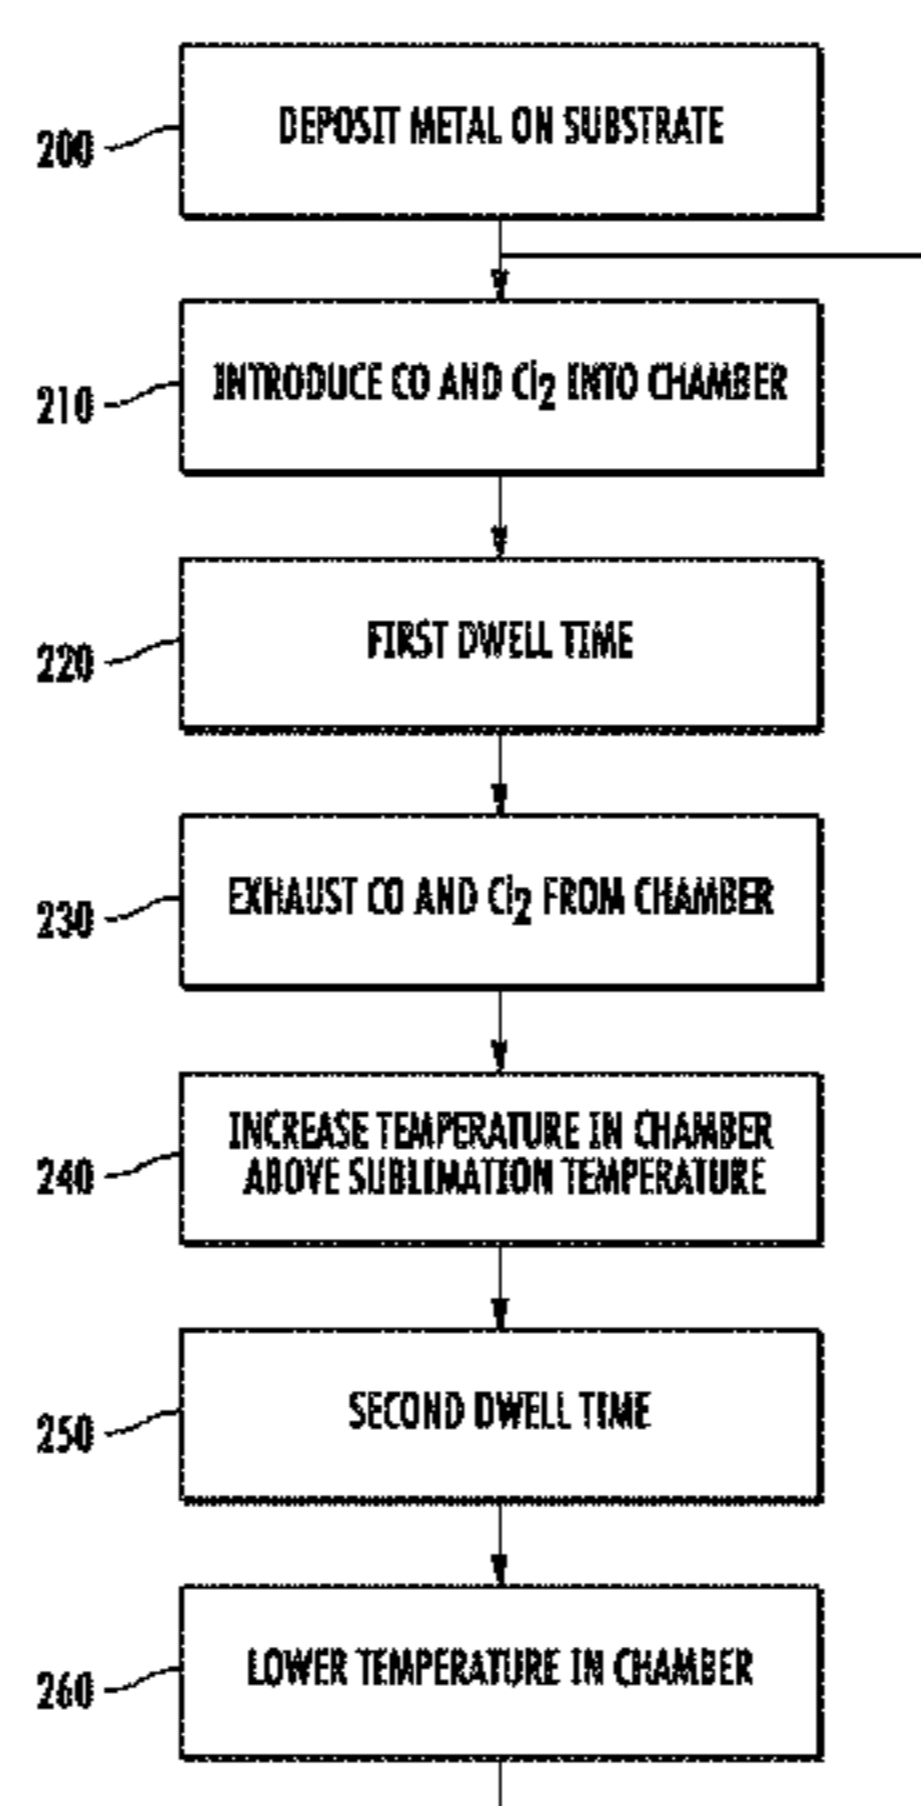 200
DEPOSIT METAL ON SUBSTRATE
210
INTRODUCE CO AND Cl2 INTO CHAMBER
220
FIRST DWELL TIME
230
EXHAUST CO AND Cl2 FROM CHAMBER
240
INCREASE TEMPERATURE IN CHAMBER
ABOVE SUBLIMATION TEMPERATURE
250
SECOND DWELL TIME
260
LOWER TEMPERATURE IN CHAMBER